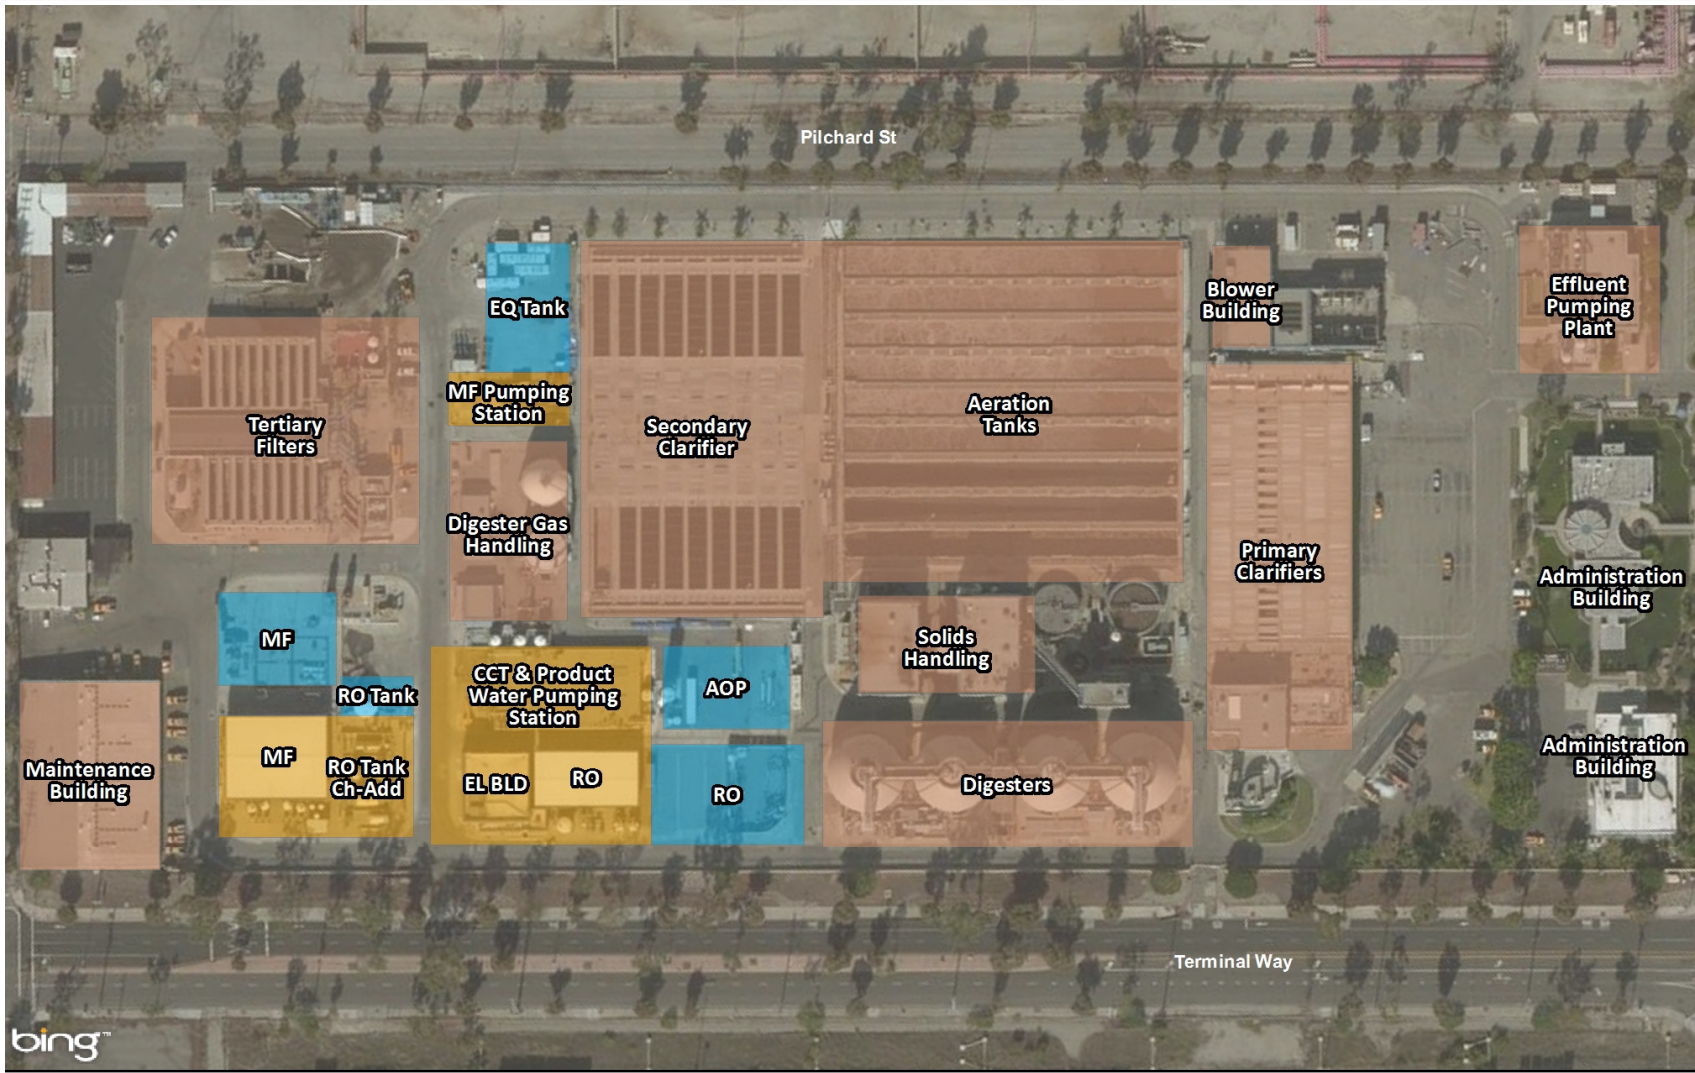 Pilchard St
EQ Tank
Blower
Building
Effluent
Pumping
Plant
MF Pumping
Station
Tertiary
Filters
Secondary
Clarifier
Aeration
Tanks
Digester Gas
Handling
Primary
Clarifiers
Administration
Building
MF
Solids
Handling
RO Tank
CCT & Product
Water Pumping
Station
AOP
Maintenance
Building
MF
RO Tank
Ch-Add
EL BLD
RO
RO
Digesters
Administration
Building
Terminal Way
bing™